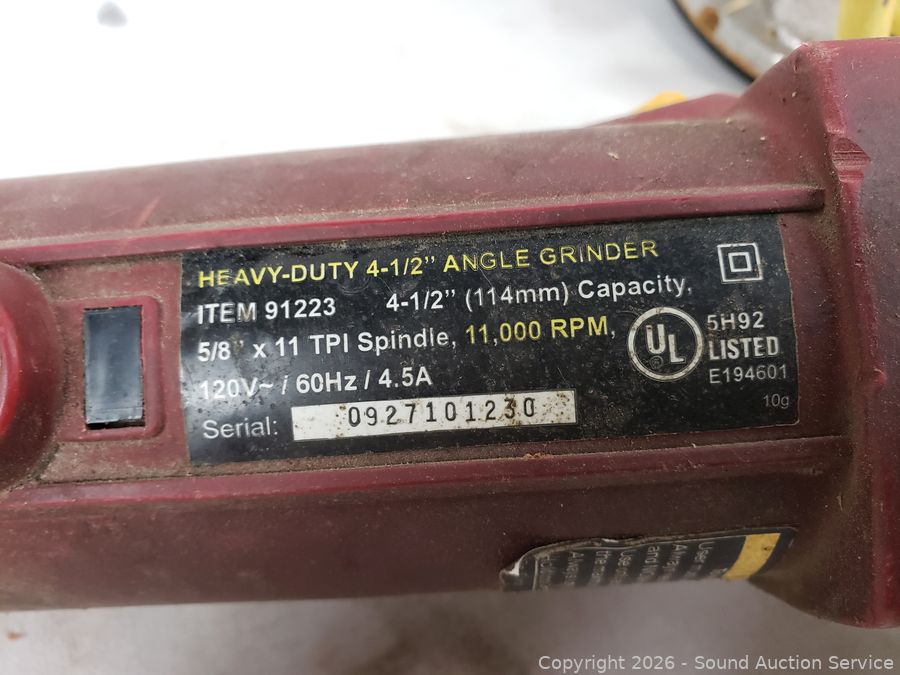 HEAVY-DUTY 4-1/2" ANGLE GRINDER
ITEM 91223 4-1/2" (114mm) Capacity,
5/8" x 11 TPI Spindle, 11,000 RPM,
120V~ / 60Hz / 4.5A
Serial: 0927101230
UL
5H92
LISTED
E194601
10g
Copyright 2026 - Sound Auction Service